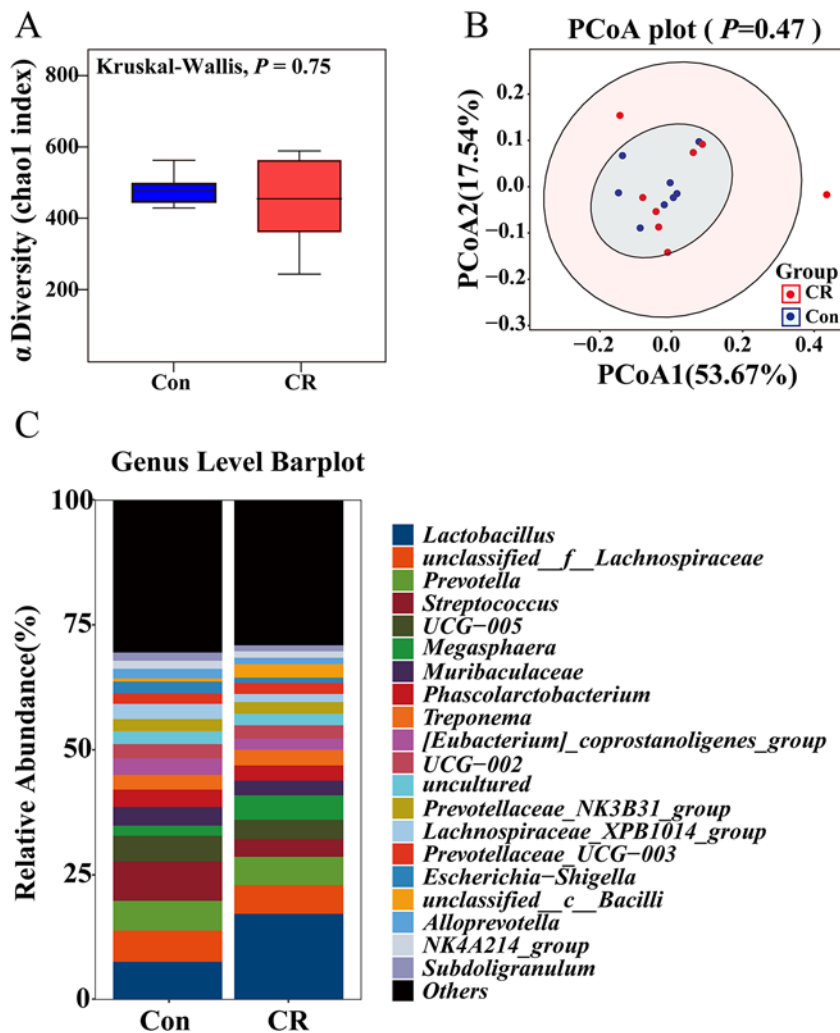 A
Kruskal-Wallis, P = 0.75
α Diversity (chao1 index)
800
600
400
200
Con
CR
B
PCoA plot ( P=0.47 )
PCoA2(17.54%)
0.2
0.1
0.0
−0.1
−0.2
−0.3
Group
CR
Con
−0.2
0.0
0.2
0.4
PCoA1(53.67%)
C
Genus Level Barplot
Relative Abundance(%)
100
75
50
25
0
Con
CR
Lactobacillus
unclassified__f__Lachnospiraceae
Prevotella
Streptococcus
UCG−005
Megasphaera
Muribaculaceae
Phascolarctobacterium
Treponema
[Eubacterium]_coprostanoligenes_group
UCG−002
uncultured
Prevotellaceae_NK3B31_group
Lachnospiraceae_XPB1014_group
Prevotellaceae_UCG−003
Escherichia−Shigella
unclassified__c__Bacilli
Alloprevotella
NK4A214_group
Subdoligranulum
Others